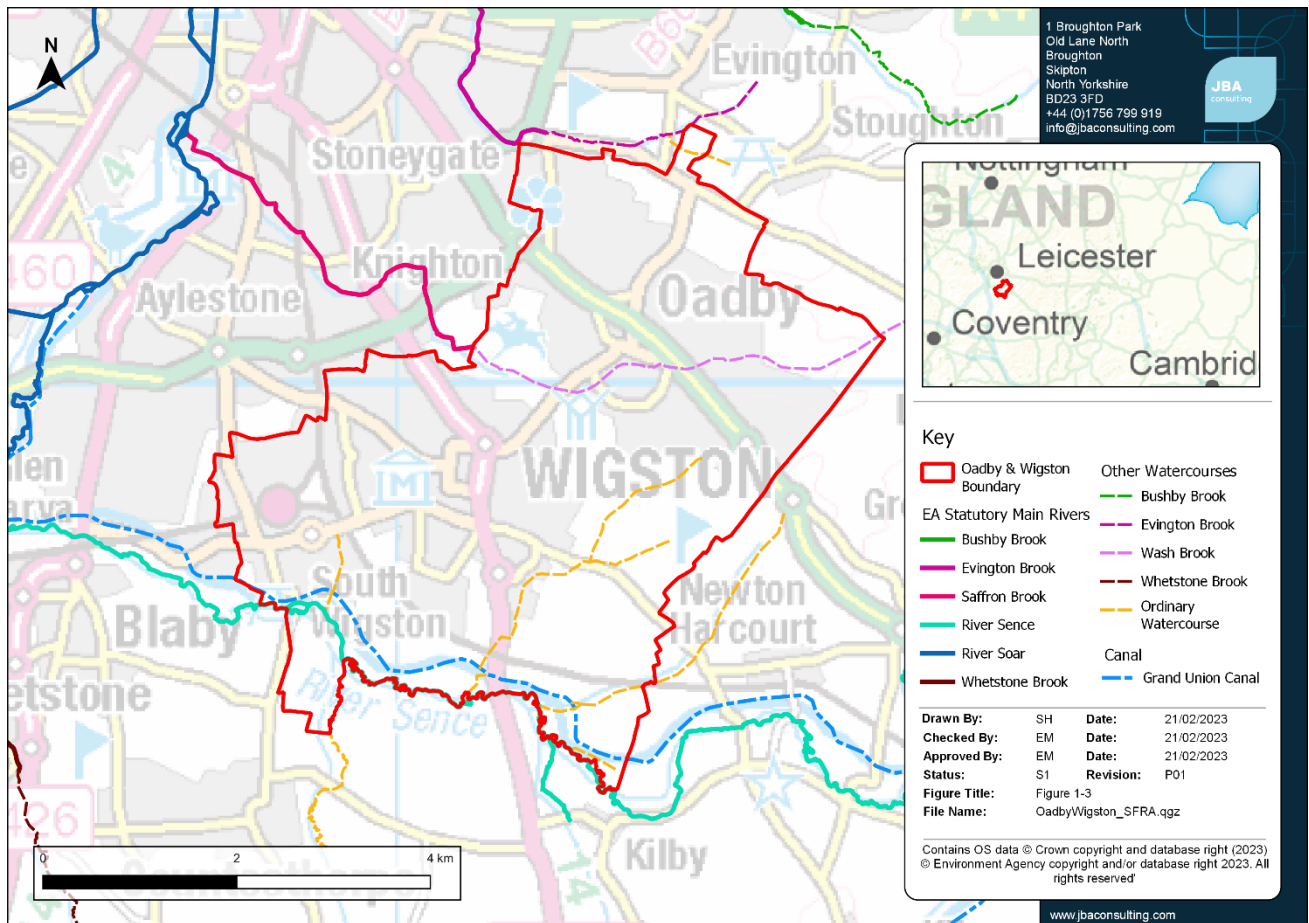 N
Evington
Stoughton
Stoneygate
Knighton
Oadby
Aylestone
460
WIGSTON
South
Wigston
Newton
Harcourt
Blaby
River Sence
etstone
426
Kilby
0 2 4 km
1 Broughton Park
Old Lane North
Broughton
Skipton
North Yorkshire
BD23 3FD
+44 (0)1756 799 919
info@jbaconsulting.com
JBA
consulting
Nottingham
GLAND
Leicester
Coventry
Cambrid
Key
Oadby & Wigston
Boundary
EA Statutory Main Rivers
Bushby Brook
Evington Brook
Saffron Brook
River Sence
River Soar
Whetstone Brook
Other Watercourses
Bushby Brook
Evington Brook
Wash Brook
Whetstone Brook
Ordinary
Watercourse
Canal
Grand Union Canal
Drawn By: SH Date: 21/02/2023
Checked By: EM Date: 21/02/2023
Approved By: EM Date: 21/02/2023
Status: S1 Revision: P01
Figure Title: Figure 1-3
File Name: OadbyWigston_SFRA.qgz
Contains OS data © Crown copyright and database right (2023)
© Environment Agency copyright and/or database right 2023. All
rights reserved'
www.jbaconsulting.com